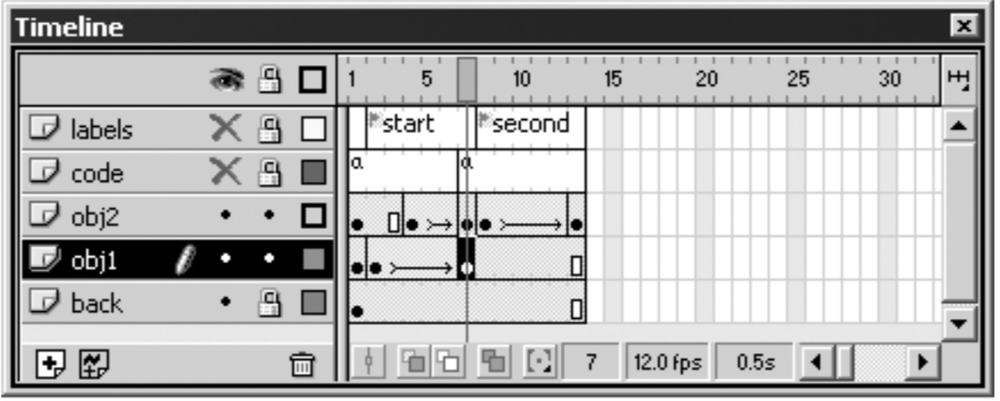 Timeline
1 5 10 15 20 25 30
labels start second
code a a
obj2
obj1
back
7 12.0 fps 0.5s